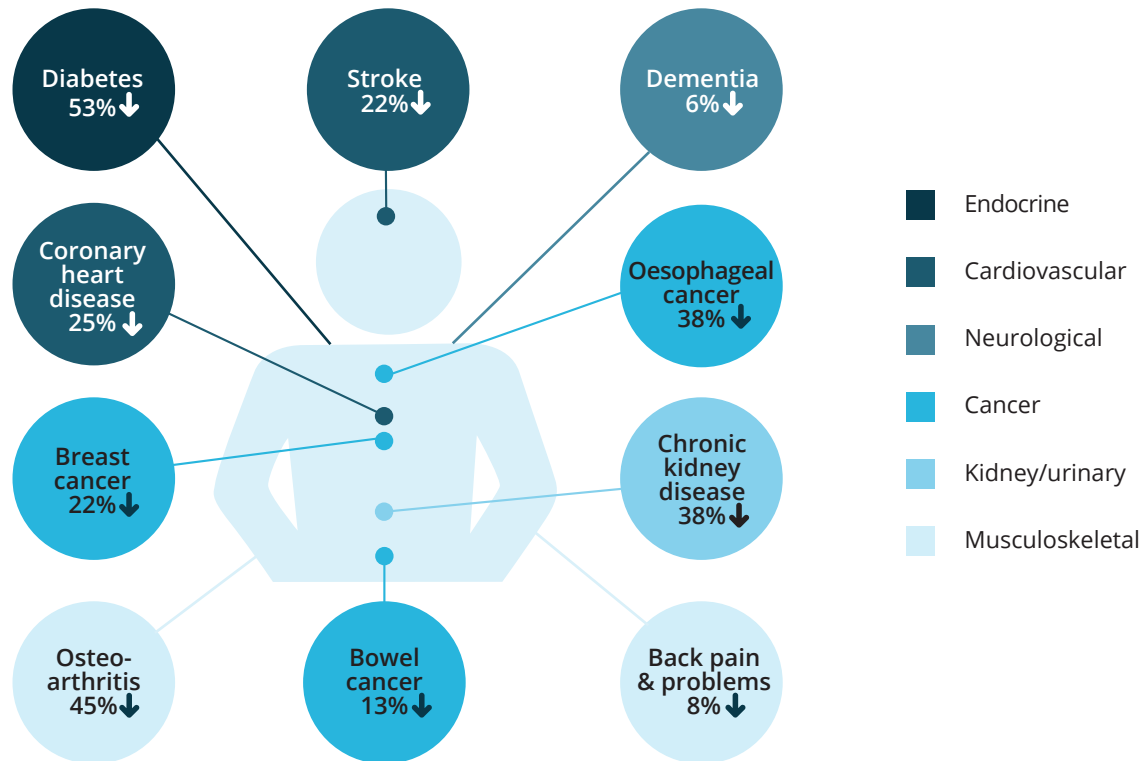 Diabetes
53%
Stroke
22%
Dementia
6%
Coronary
heart
disease
25%
Oesophageal
cancer
38%
Breast
cancer
22%
Chronic
kidney
disease
38%
Osteo-
arthritis
45%
Bowel
cancer
13%
Back pain
& problems
8%
Endocrine
Cardiovascular
Neurological
Cancer
Kidney/urinary
Musculoskeletal